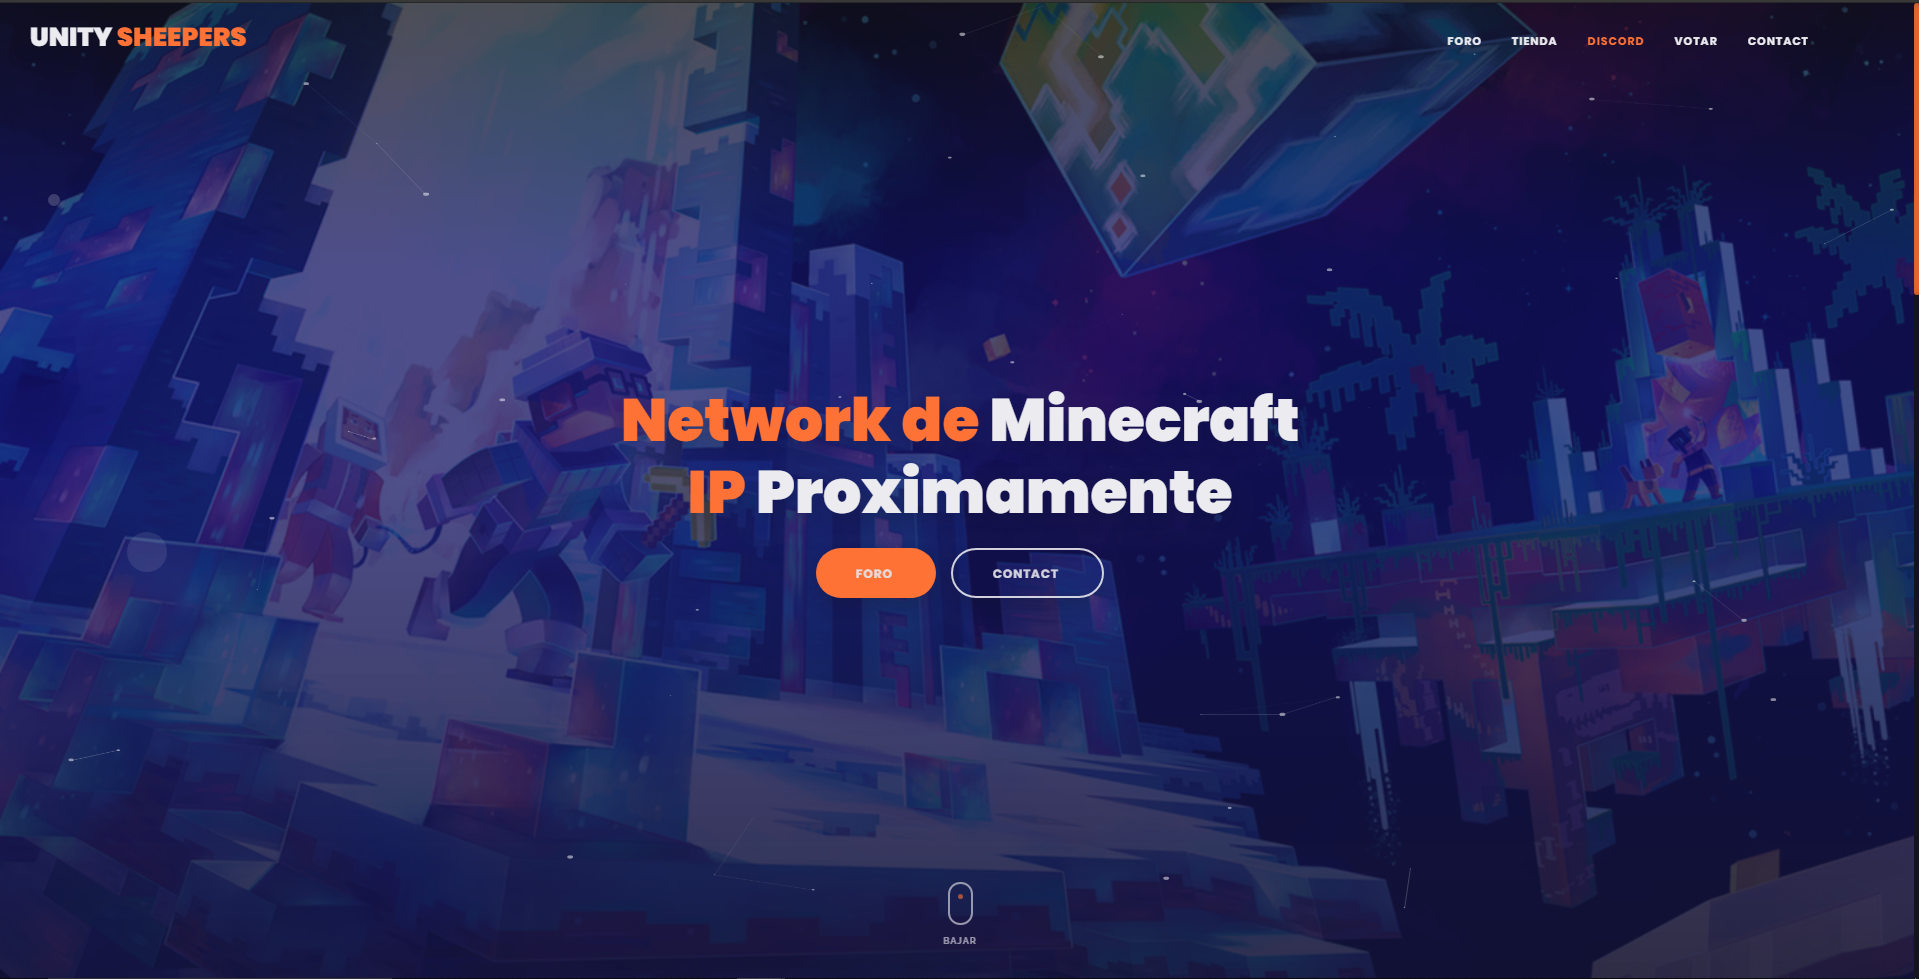 UNITY SHEEPERS
FORO TIENDA DISCORD VOTAR CONTACT
Network de Minecraft
IP Proximamente
FORO CONTACT
BAJAR